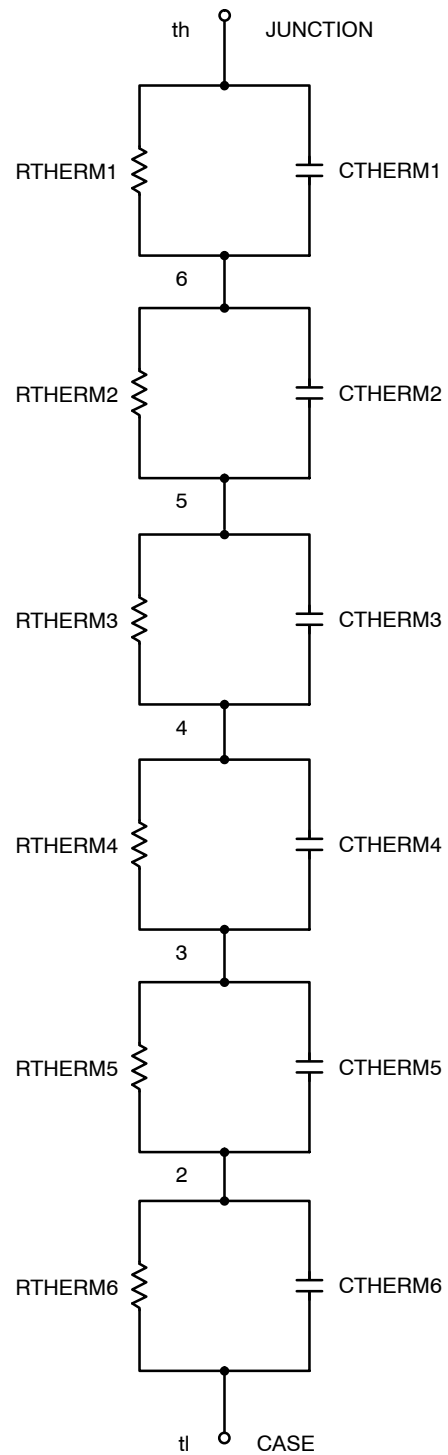 th JUNCTION
RTHERM1 CTHERM1
6
RTHERM2 CTHERM2
5
RTHERM3 CTHERM3
4
RTHERM4 CTHERM4
3
RTHERM5 CTHERM5
2
RTHERM6 CTHERM6
tl CASE